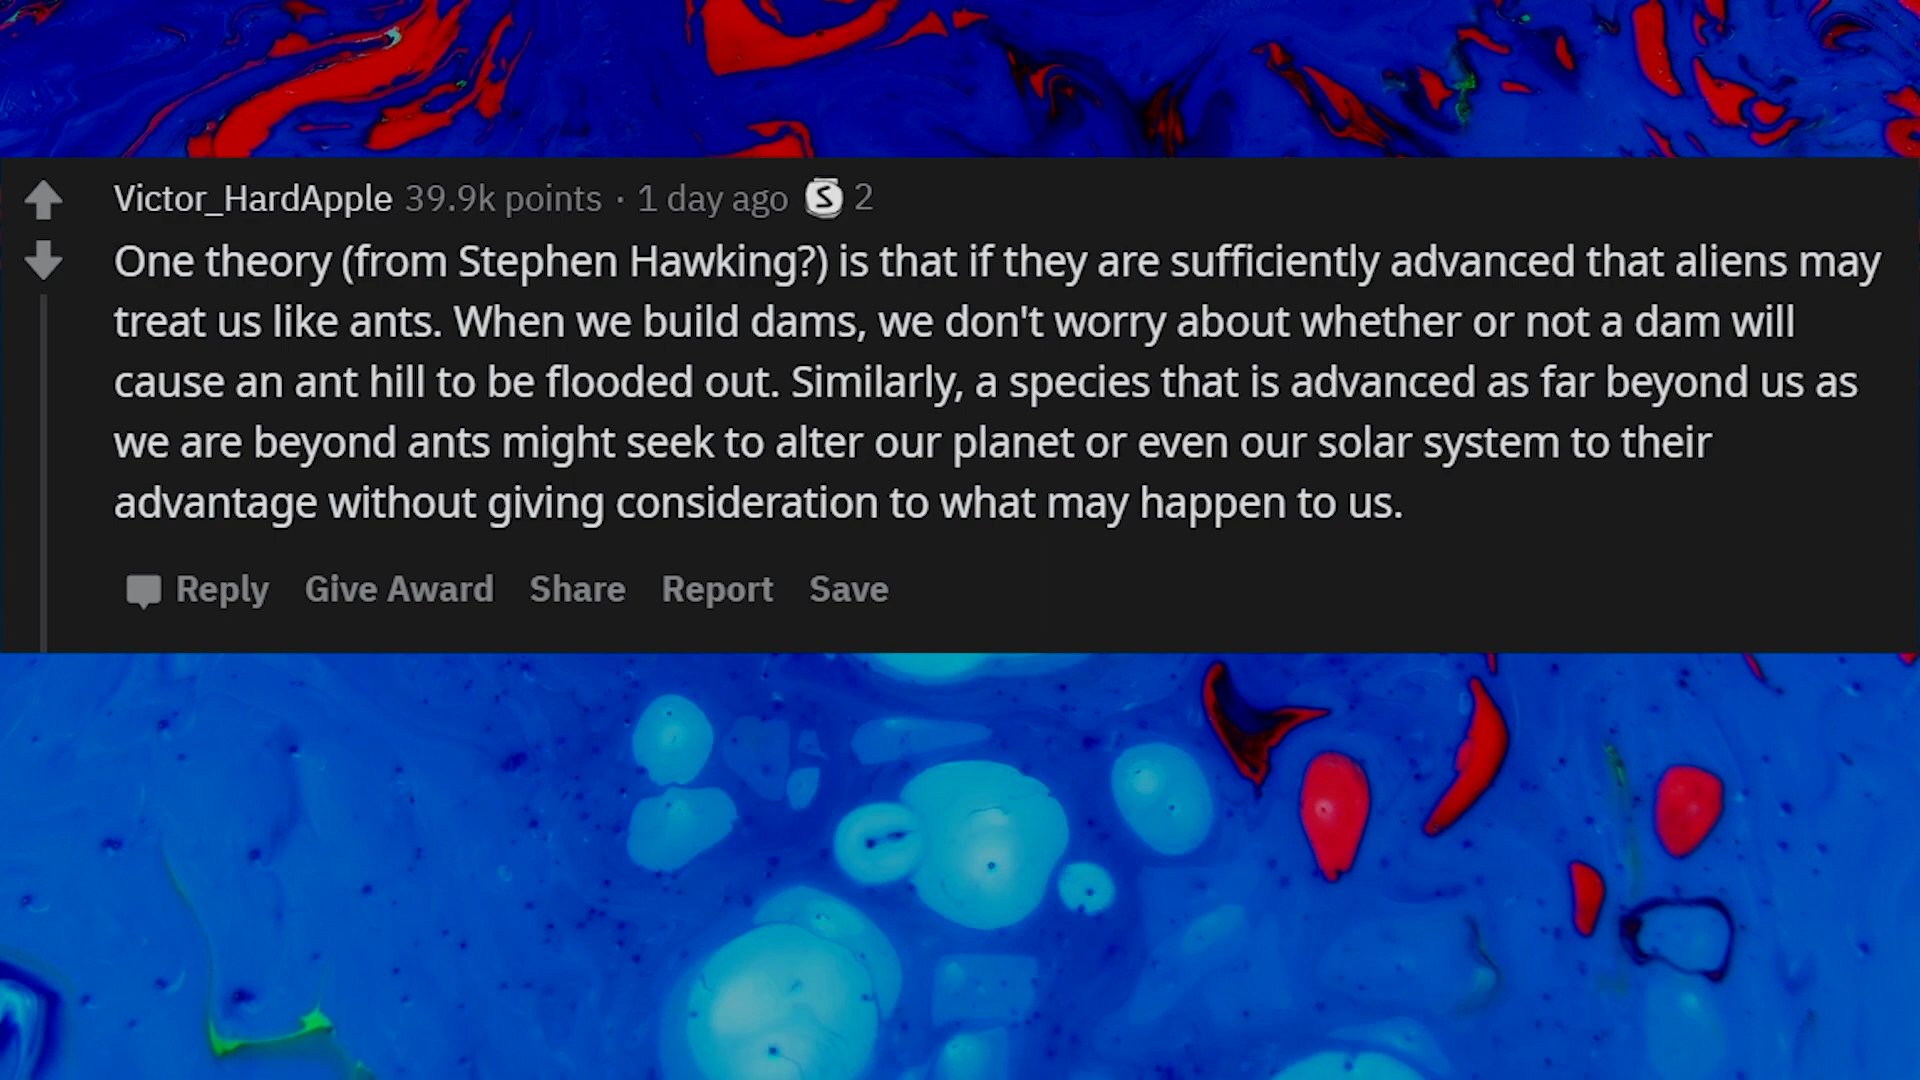 Victor_HardApple 39.9k points · 1 day ago S 2
One theory (from Stephen Hawking?) is that if they are sufficiently advanced that aliens may
treat us like ants. When we build dams, we don't worry about whether or not a dam will
cause an ant hill to be flooded out. Similarly, a species that is advanced as far beyond us as
we are beyond ants might seek to alter our planet or even our solar system to their
advantage without giving consideration to what may happen to us.
Reply Give Award Share Report Save